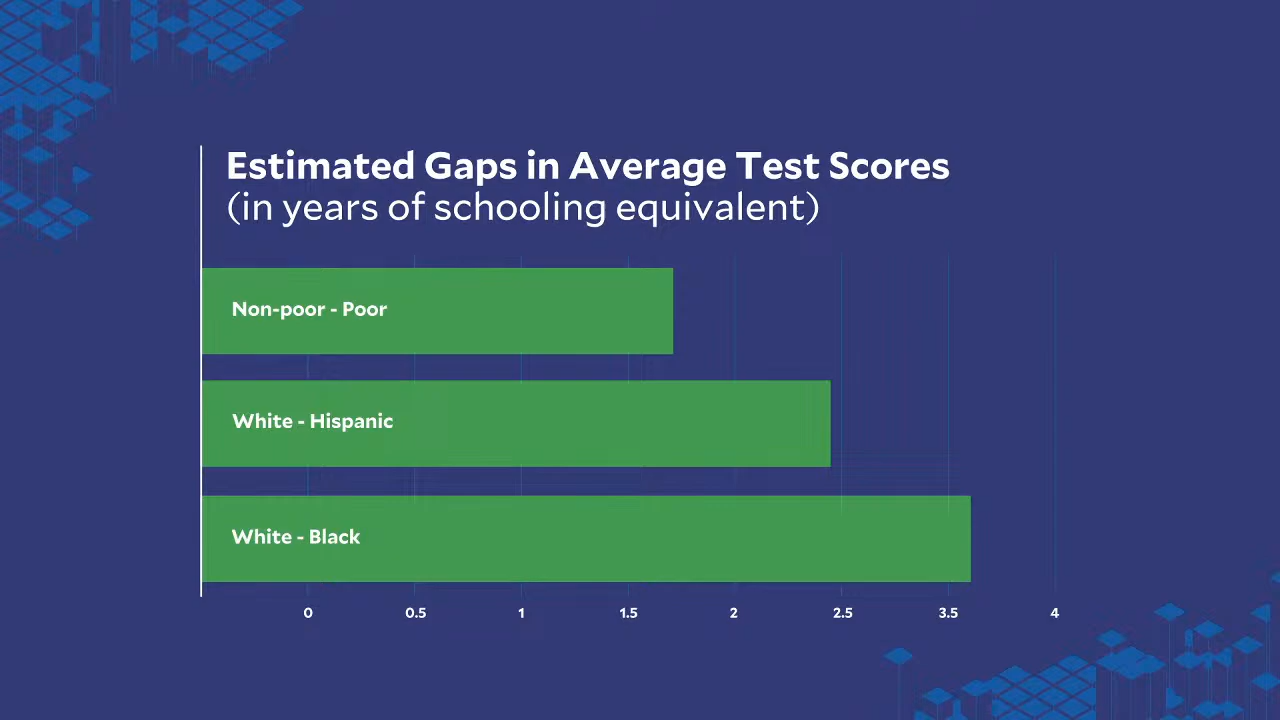 Estimated Gaps in Average Test Scores
(in years of schooling equivalent)
Non-poor - Poor
White - Hispanic
White - Black
0 0.5 1 1.5 2 2.5 3.5 4